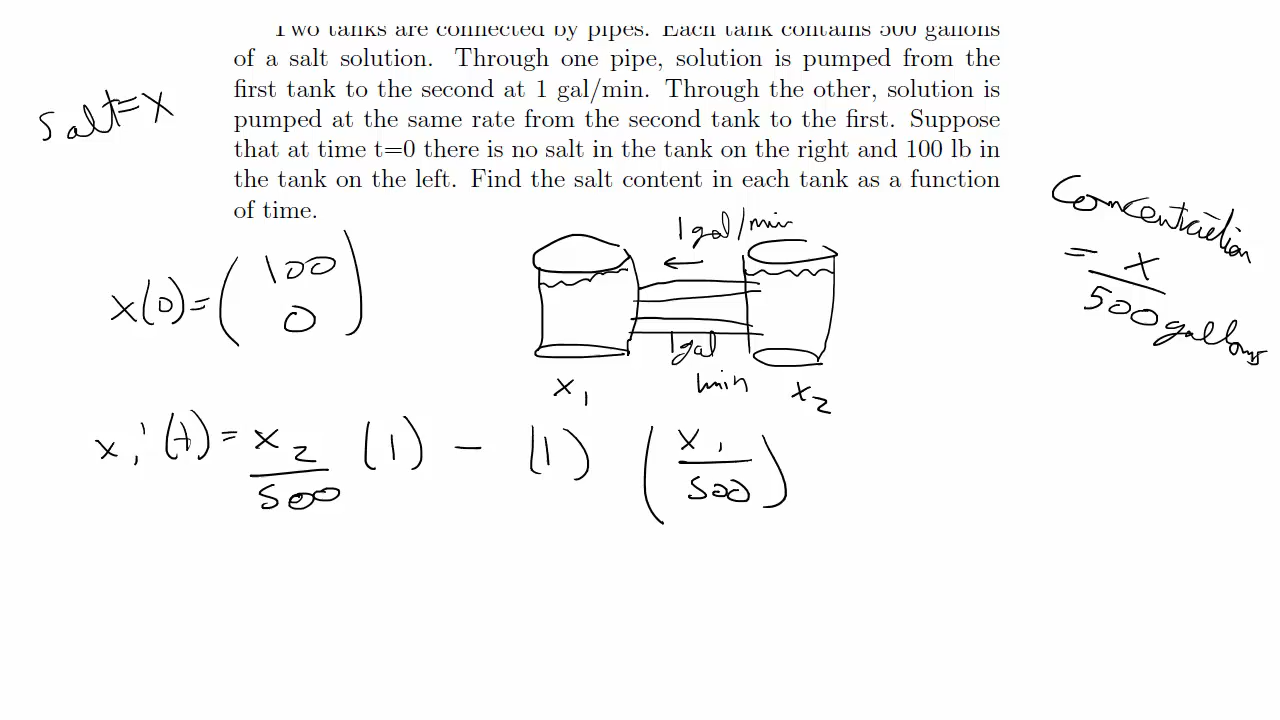 Two tanks are connected by pipes. Each tank contains 500 gallons
of a salt solution. Through one pipe, solution is pumped from the
first tank to the second at 1 gal/min. Through the other, solution is
pumped at the same rate from the second tank to the first. Suppose
that at time t=0 there is no salt in the tank on the right and 100 lb in
the tank on the left. Find the salt content in each tank as a function
of time.
Salt=X
Concentration
= x/500 gallons
x(0)=(100
0)
1 gal/min
←
1gal
min
x₁
x₂
x₁'(t)= x₂/500 (1) - (1) (x₁/500)